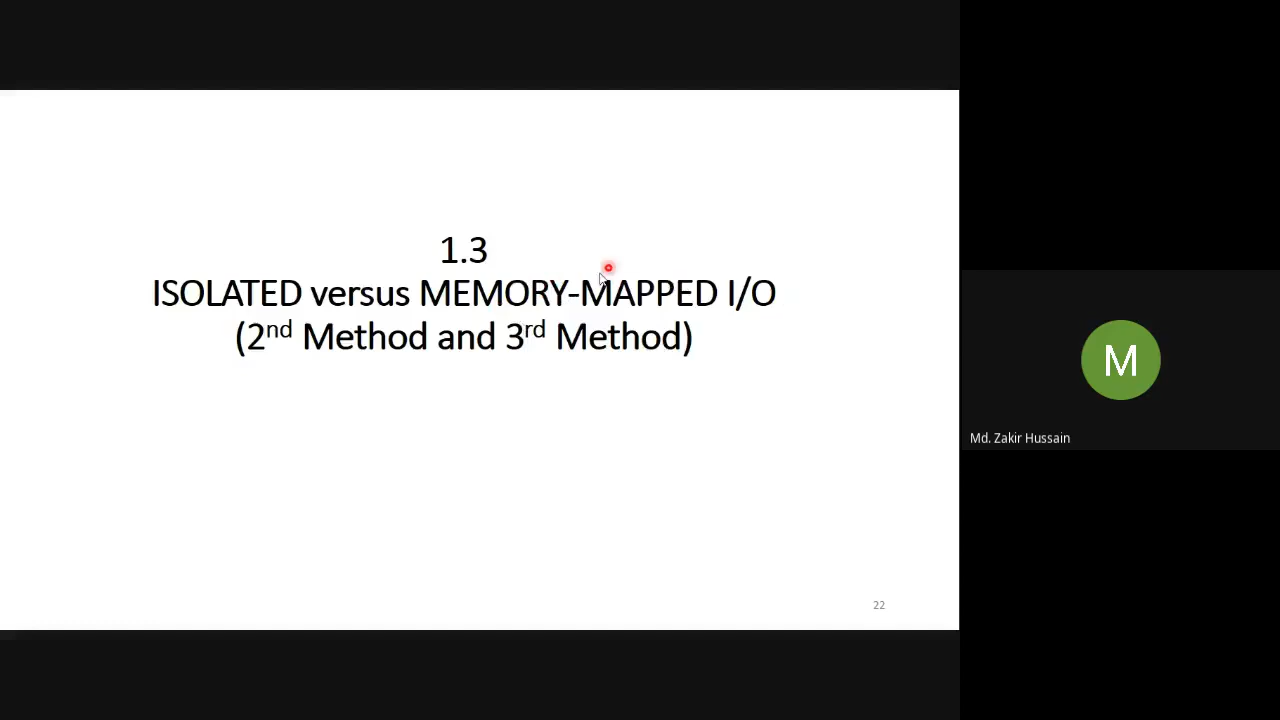 1.3
ISOLATED versus MEMORY-MAPPED I/O
(2nd Method and 3rd Method)
22
M
Md. Zakir Hussain